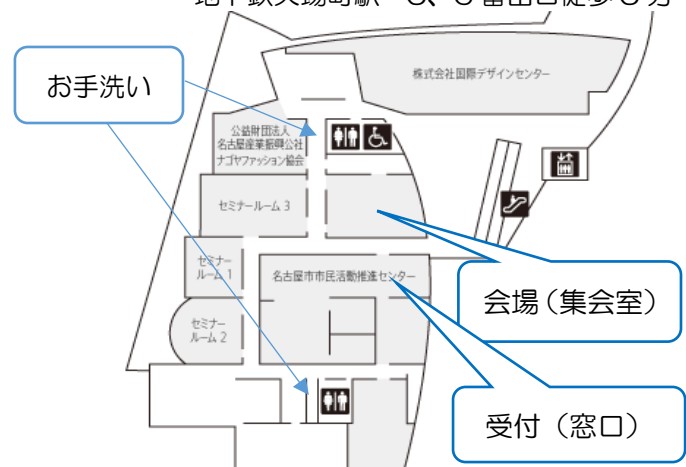 お手洗い
株式会社国際デザインセンター
公益財団法人
名古屋産業振興公社
ナゴヤファッション協会
セミナールーム 3
セミナー
ルーム 1
名古屋市市民活動推進センター
会場（集会室）
セミナー
ルーム 2
受付（窓口）